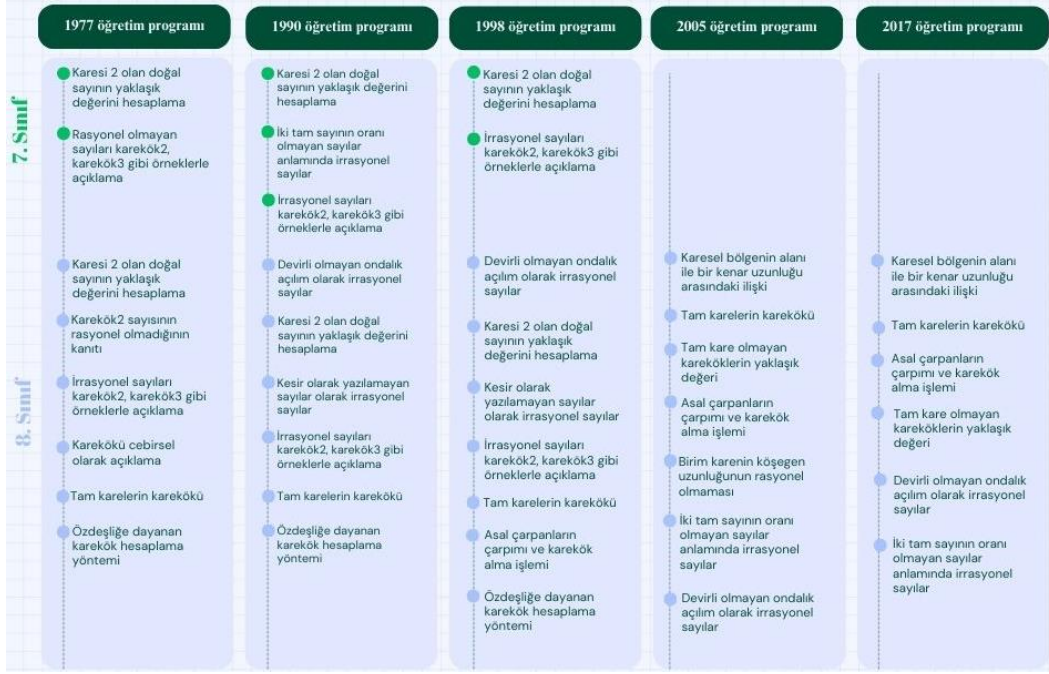 1977 öğretim programı
1990 öğretim programı
1998 öğretim programı
2005 öğretim programı
2017 öğretim programı
7. Sınıf
Karesi 2 olan doğal
sayının yaklaşık
değerini hesaplama
Rasyonel olmayan
sayıları karekök2,
karekök3 gibi örneklerle
açıklama
Karesi 2 olan doğal
sayının yaklaşık değerini
hesaplama
İki tam sayının oranı
olmayan sayılar
anlamında irrasyonel
sayılar
İrrasyonel sayıları
karekök2, karekök3 gibi
örneklerle açıklama
Karesi 2 olan doğal
sayının yaklaşık
değerini hesaplama
İrrasyonel sayıları
karekök2, karekök3 gibi
örneklerle açıklama
8. Sınıf
Karesi 2 olan doğal
sayının yaklaşık
değerini hesaplama
Karekök2 sayısının
rasyonel olmadığının
kanıtı
İrrasyonel sayıları
karekök2, karekök3 gibi
örneklerle açıklama
Karekökü cebirsel
olarak açıklama
Tam karelerin karekökü
Özdeşliğe dayanan
karekök hesaplama
yöntemi
Devirli olmayan ondalık
açılım olarak irrasyonel
sayılar
Karesi 2 olan doğal
sayının yaklaşık değerini
hesaplama
Kesir olarak yazılamayan
sayılar olarak irrasyonel
sayılar
İrrasyonel sayıları
karekök2, karekök3 gibi
örneklerle açıklama
Tam karelerin karekökü
Özdeşliğe dayanan
karekök hesaplama
yöntemi
Devirli olmayan ondalık
açılım olarak irrasyonel
sayılar
Karesi 2 olan doğal
sayının yaklaşık
değerini hesaplama
Kesir olarak
yazılamayan sayılar
olarak irrasyonel sayılar
İrrasyonel sayıları
karekök2, karekök3 gibi
örneklerle açıklama
Tam karelerin karekökü
Asal çarpanların
çarpımı ve karekök
alma işlemi
Özdeşliğe dayanan
karekök hesaplama
yöntemi
Karesel bölgenin alanı
ile bir kenar uzunluğu
arasındaki ilişki
Tam karelerin karekökü
Tam kare olmayan
kareköklerin yaklaşık
değeri
Asal çarpanların
çarpımı ve karekök
alma işlemi
Birim karenin köşegen
uzunluğunun rasyonel
olmaması
İki tam sayının oranı
olmayan sayılar
anlamında irrasyonel
sayılar
Devirli olmayan ondalık
açılım olarak irrasyonel
sayılar
Karesel bölgenin alanı
ile bir kenar uzunluğu
arasındaki ilişki
Tam karelerin karekökü
Asal çarpanların
çarpımı ve karekök
alma işlemi
Tam kare olmayan
kareköklerin yaklaşık
değeri
Devirli olmayan ondalık
açılım olarak irrasyonel
sayılar
İki tam sayının oranı
olmayan sayılar
anlamında irrasyonel
sayılar